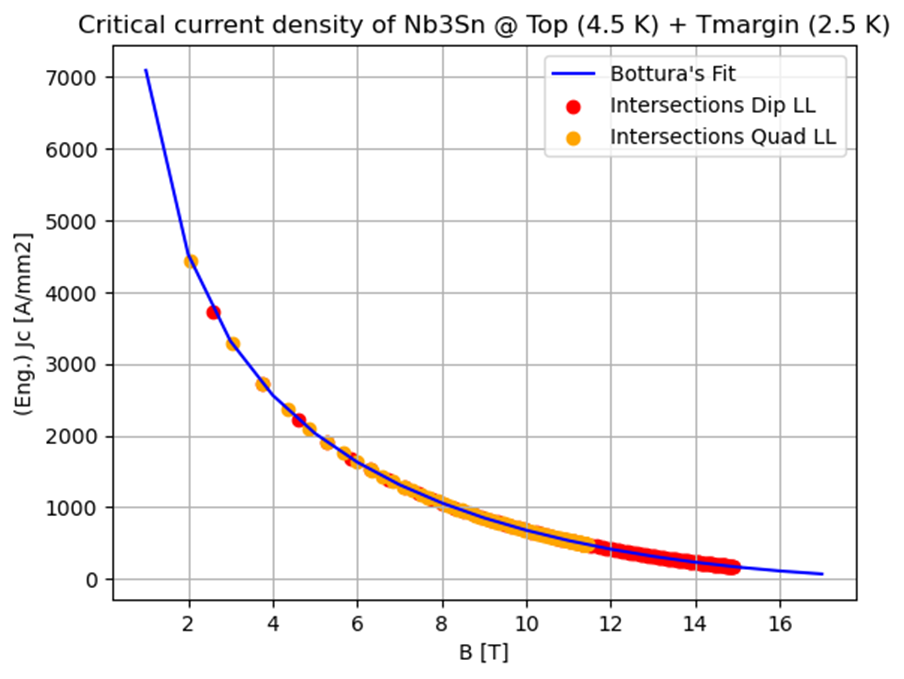 Critical current density of Nb3Sn @ Top (4.5 K) + Tmargin (2.5 K)
Bottura's Fit
Intersections Dip LL
Intersections Quad LL
(Eng.) Jc [A/mm2]
7000
6000
5000
4000
3000
2000
1000
0
2 4 6 8 10 12 14 16
B [T]